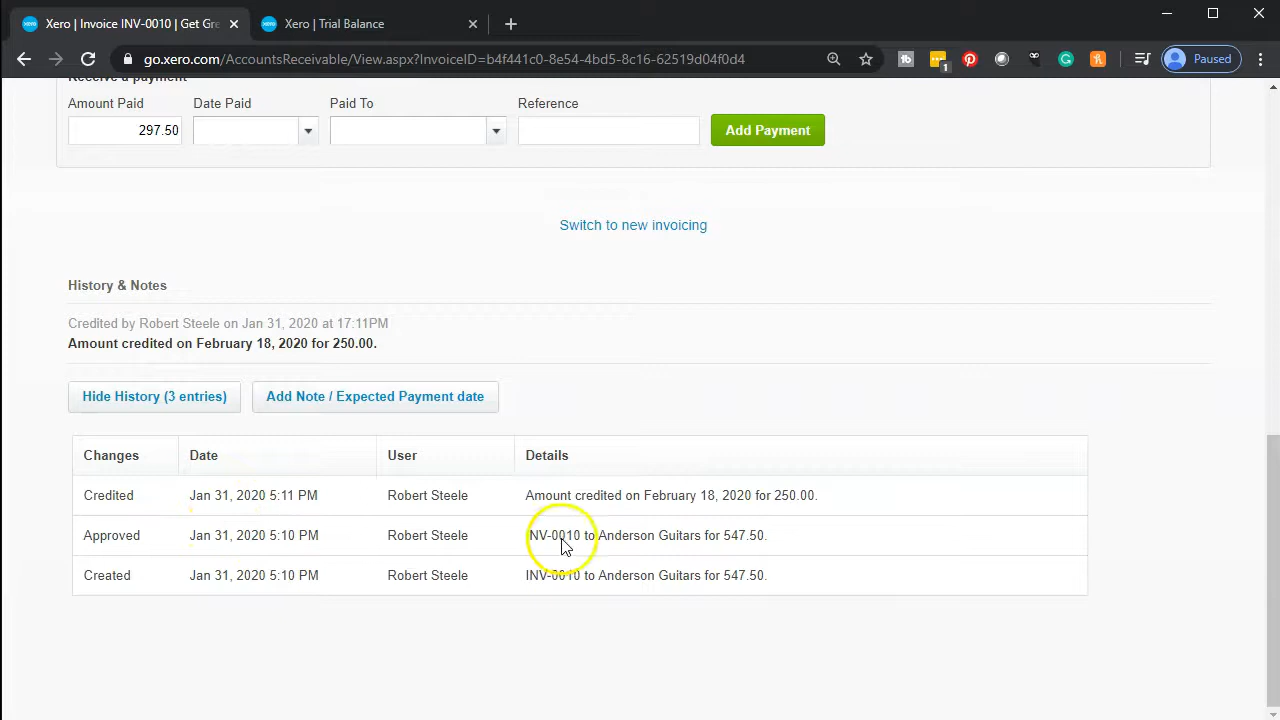 Xero | Invoice INV-0010 | Get Gr
Xero | Trial Balance
go.xero.com/AccountsReceivable/View.aspx?InvoiceID=b4f441c0-8e54-4bd5-8c16-62519d04f0d4
1
Paused
Receive a payment
Amount Paid Date Paid Paid To Reference
297.50
Add Payment
Switch to new invoicing
History & Notes
Credited by Robert Steele on Jan 31, 2020 at 17:11PM
Amount credited on February 18, 2020 for 250.00.
Hide History (3 entries) Add Note / Expected Payment date
Changes Date User Details
Credited Jan 31, 2020 5:11 PM Robert Steele Amount credited on February 18, 2020 for 250.00.
Approved Jan 31, 2020 5:10 PM Robert Steele INV-0010 to Anderson Guitars for 547.50.
Created Jan 31, 2020 5:10 PM Robert Steele INV-0010 to Anderson Guitars for 547.50.